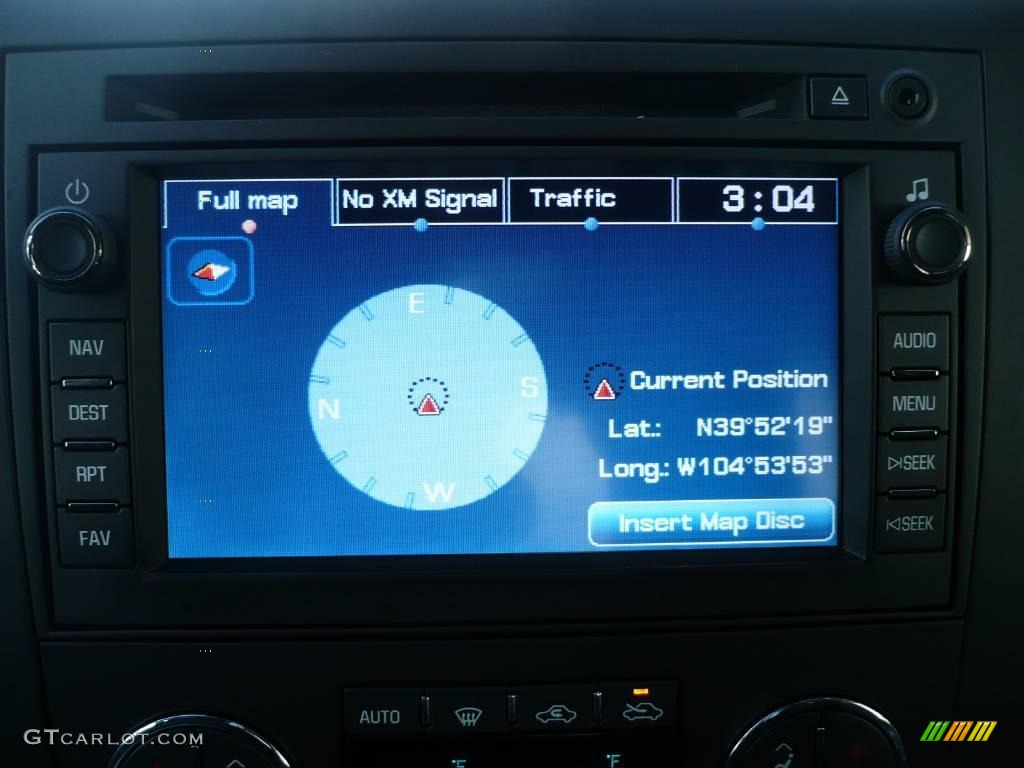 Full map
No XM Signal
Traffic
3:04
E
S
N
W
Current Position
Lat.: N39°52'19"
Long.: W104°53'53"
Insert Map Disc
NAV
DEST
RPT
FAV
AUDIO
MENU
SEEK
SEEK
AUTO
°F
°F
GTCARLOT.COM